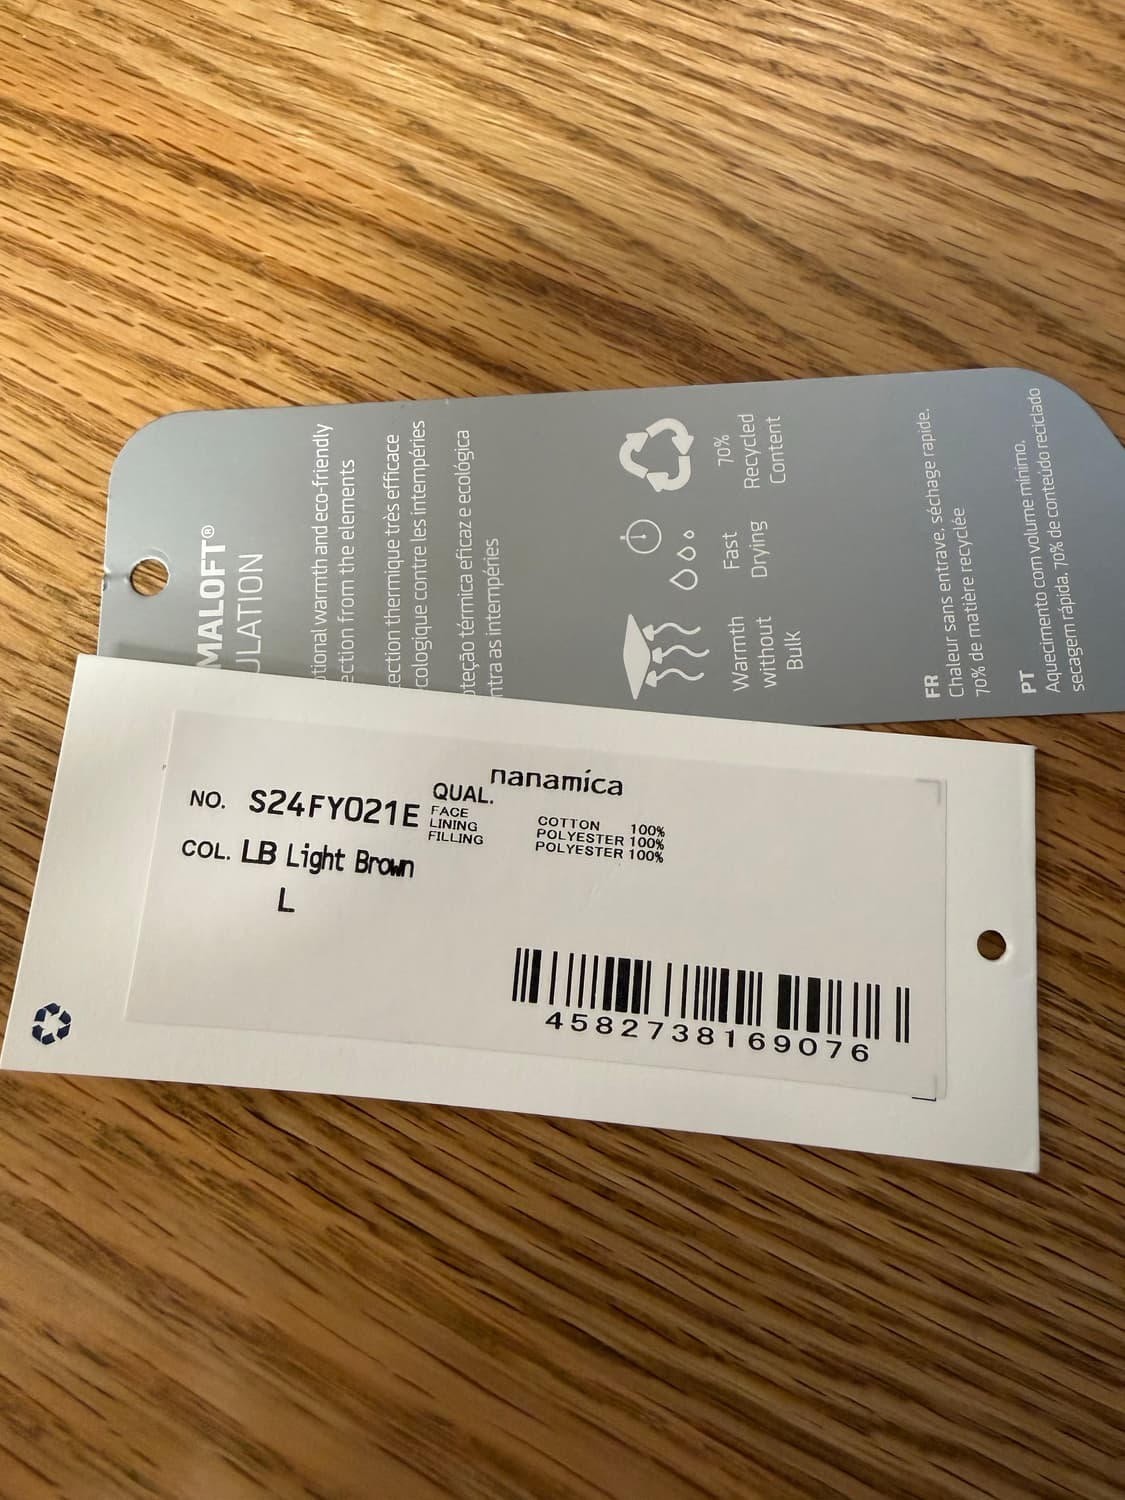 MALOFT®
ULATION
tional warmth and eco-friendly
ection from the elements
ection thermique très efficace
cologique contre les intempéries
teção térmica eficaz e ecológica
ntra as intempéries
Warmth
without
Bulk
Fast
Drying
70%
Recycled
Content
FR
Chaleur sans entrave, séchage rapide.
70% de matière recyclée
PT
Aquecimento com volume mínimo,
secagem rápida. 70% de conteúdo reciclado
nanamica
NO. S24FY021E
COL. LB Light Brown
L
QUAL.
FACE COTTON 100%
LINING POLYESTER 100%
FILLING POLYESTER 100%
4582738169076